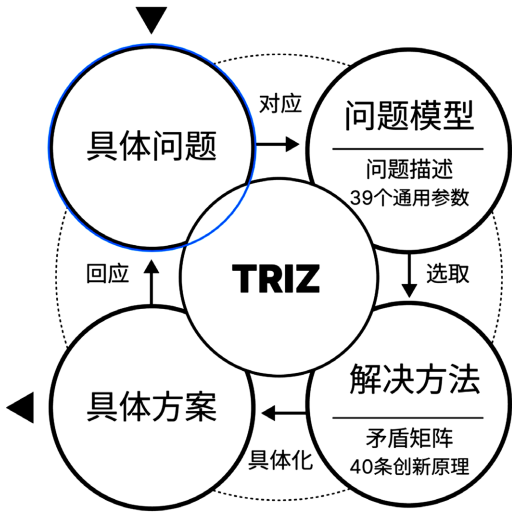 具体问题
对应
问题模型
问题描述
39个通用参数
回应
TRIZ
选取
具体方案
具体化
解决方法
矛盾矩阵
40条创新原理